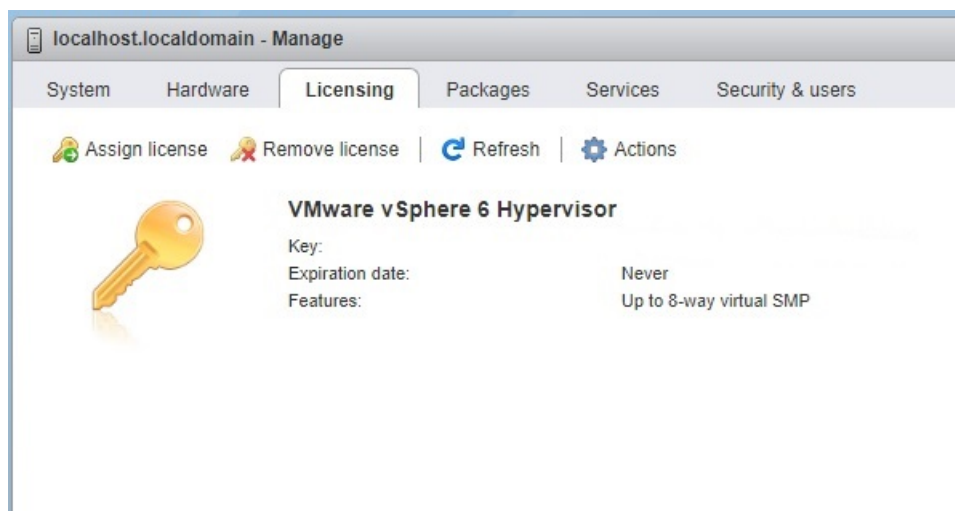 localhost.localdomain - Manage
System Hardware Licensing Packages Services Security & users
Assign license Remove license Refresh Actions
VMware vSphere 6 Hypervisor
Key:
Expiration date: Never
Features: Up to 8-way virtual SMP